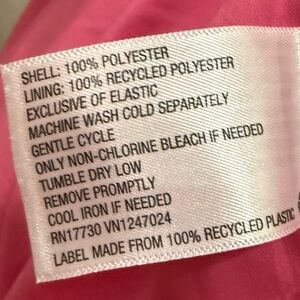 SHELL: 100% POLYESTER
LINING: 100% RECYCLED POLYESTER
EXCLUSIVE OF ELASTIC
MACHINE WASH COLD SEPARATELY
GENTLE CYCLE
ONLY NON-CHLORINE BLEACH IF NEEDED
TUMBLE DRY LOW
REMOVE PROMPTLY
COOL IRON IF NEEDED
RN17730 VN1247024
LABEL MADE FROM 100% RECYCLED PLASTIC